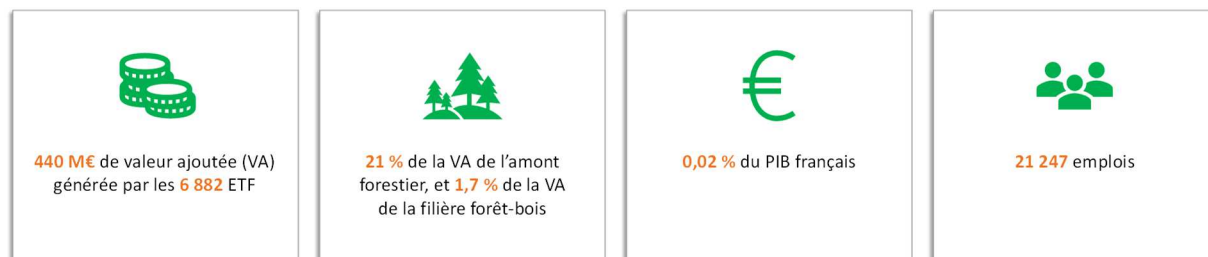 440 M€ de valeur ajoutée (VA)
générée par les 6 882 ETF
21 % de la VA de l’amont
forestier, et 1,7 % de la VA
de la filière forêt-bois
0,02 % du PIB français
21 247 emplois